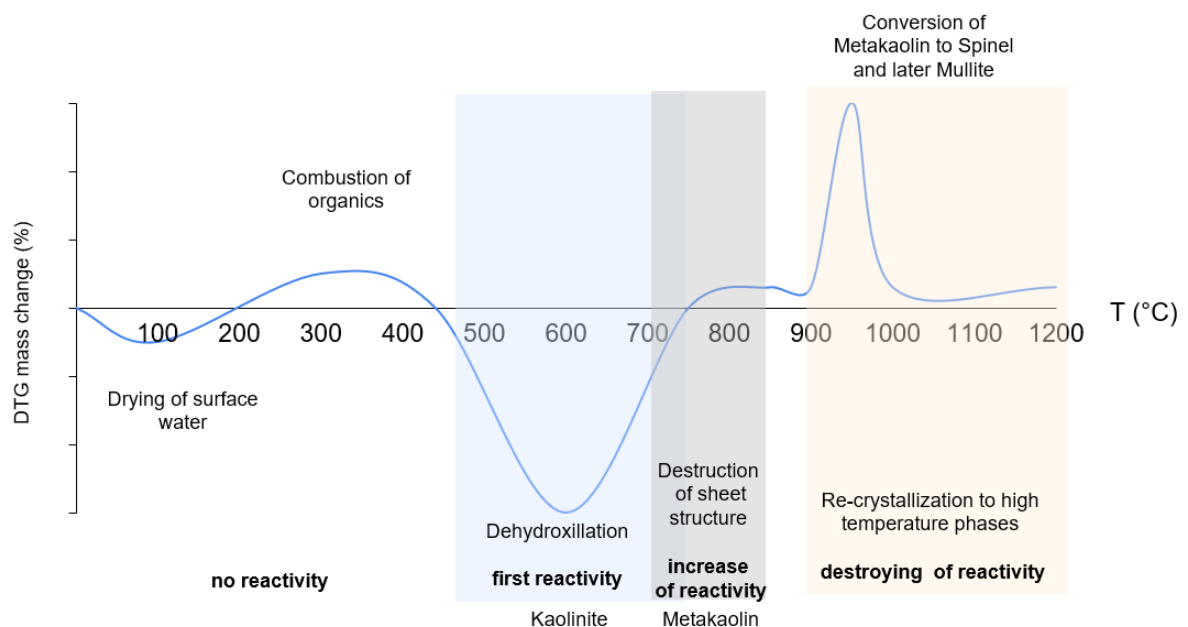 Conversion of
Metakaolin to Spinel
and later Mullite
Combustion of
organics
DTG mass change (%)
T (°C)
100 200 300 400 500 600 700 800 900 1000 1100 1200
Drying of surface
water
Destruction
of sheet
structure
Re-crystallization to high
temperature phases
Dehydroxillation
no reactivity
first reactivity
increase
of reactivity
destroying of reactivity
Kaolinite
Metakaolin